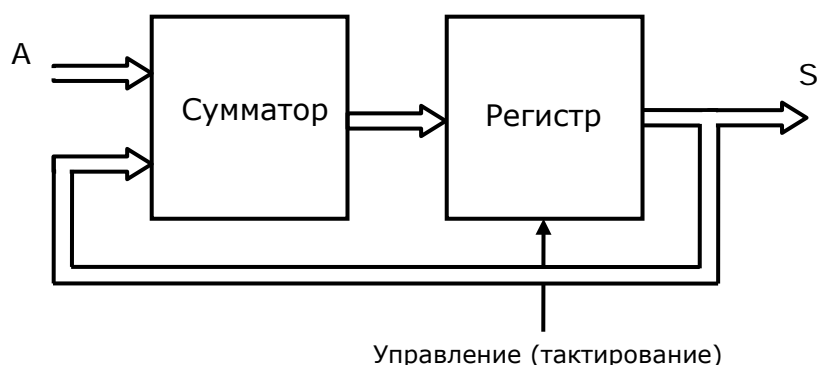 A
S
Сумматор
Регистр
Управление (тактирование)